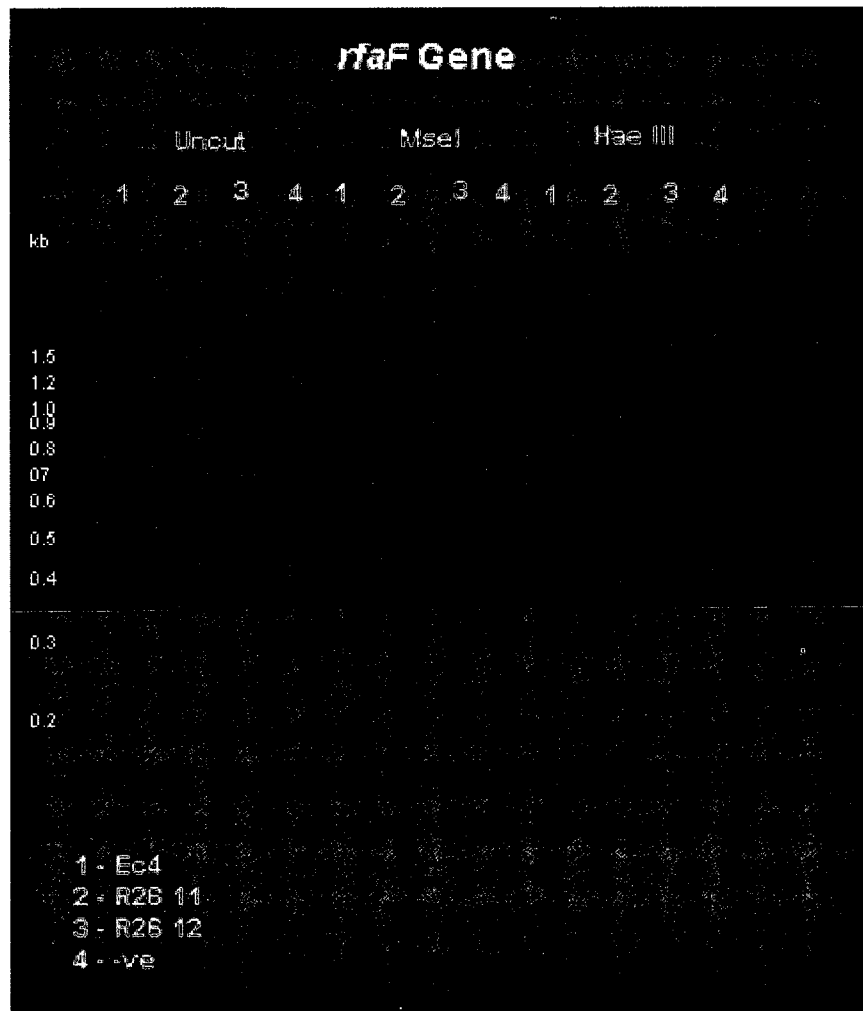 rfaF Gene
Uncut MseI Hae III
1 2 3 4 1 2 3 4 1 2 3 4
kb
1.5
1.2
1.0
0.9
0.8
07
0.6
0.5
0.4
0.3
0.2
1 - Ec4
2 - R26 11
3 - R26 12
4 - -ve